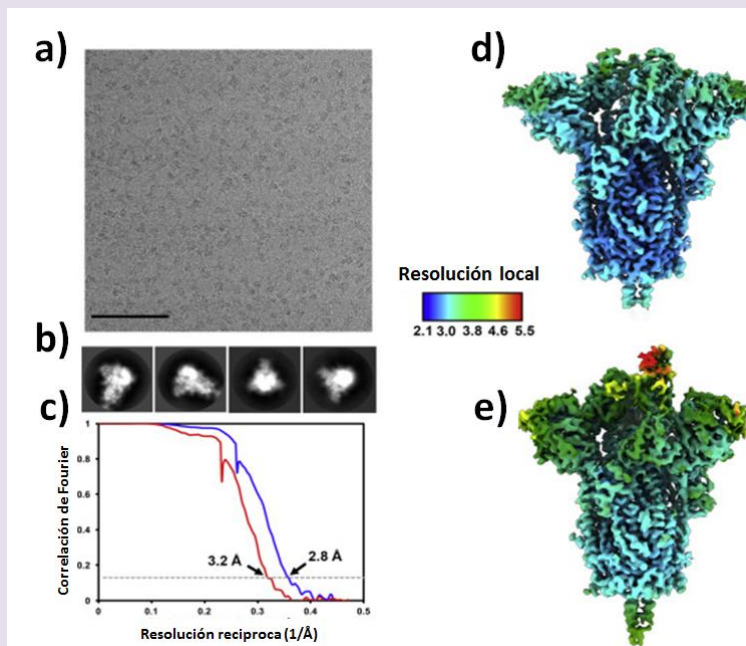 a)
b)
c)
1
0.8
0.6
0.4
0.2
0
0
0.1
0.2
0.3
0.4
0.5
Correlación de Fourier
Resolución reciproca (1/Å)
3.2 Å
2.8 Å
d)
Resolución local
2.1 3.0 3.8 4.6 5.5
e)